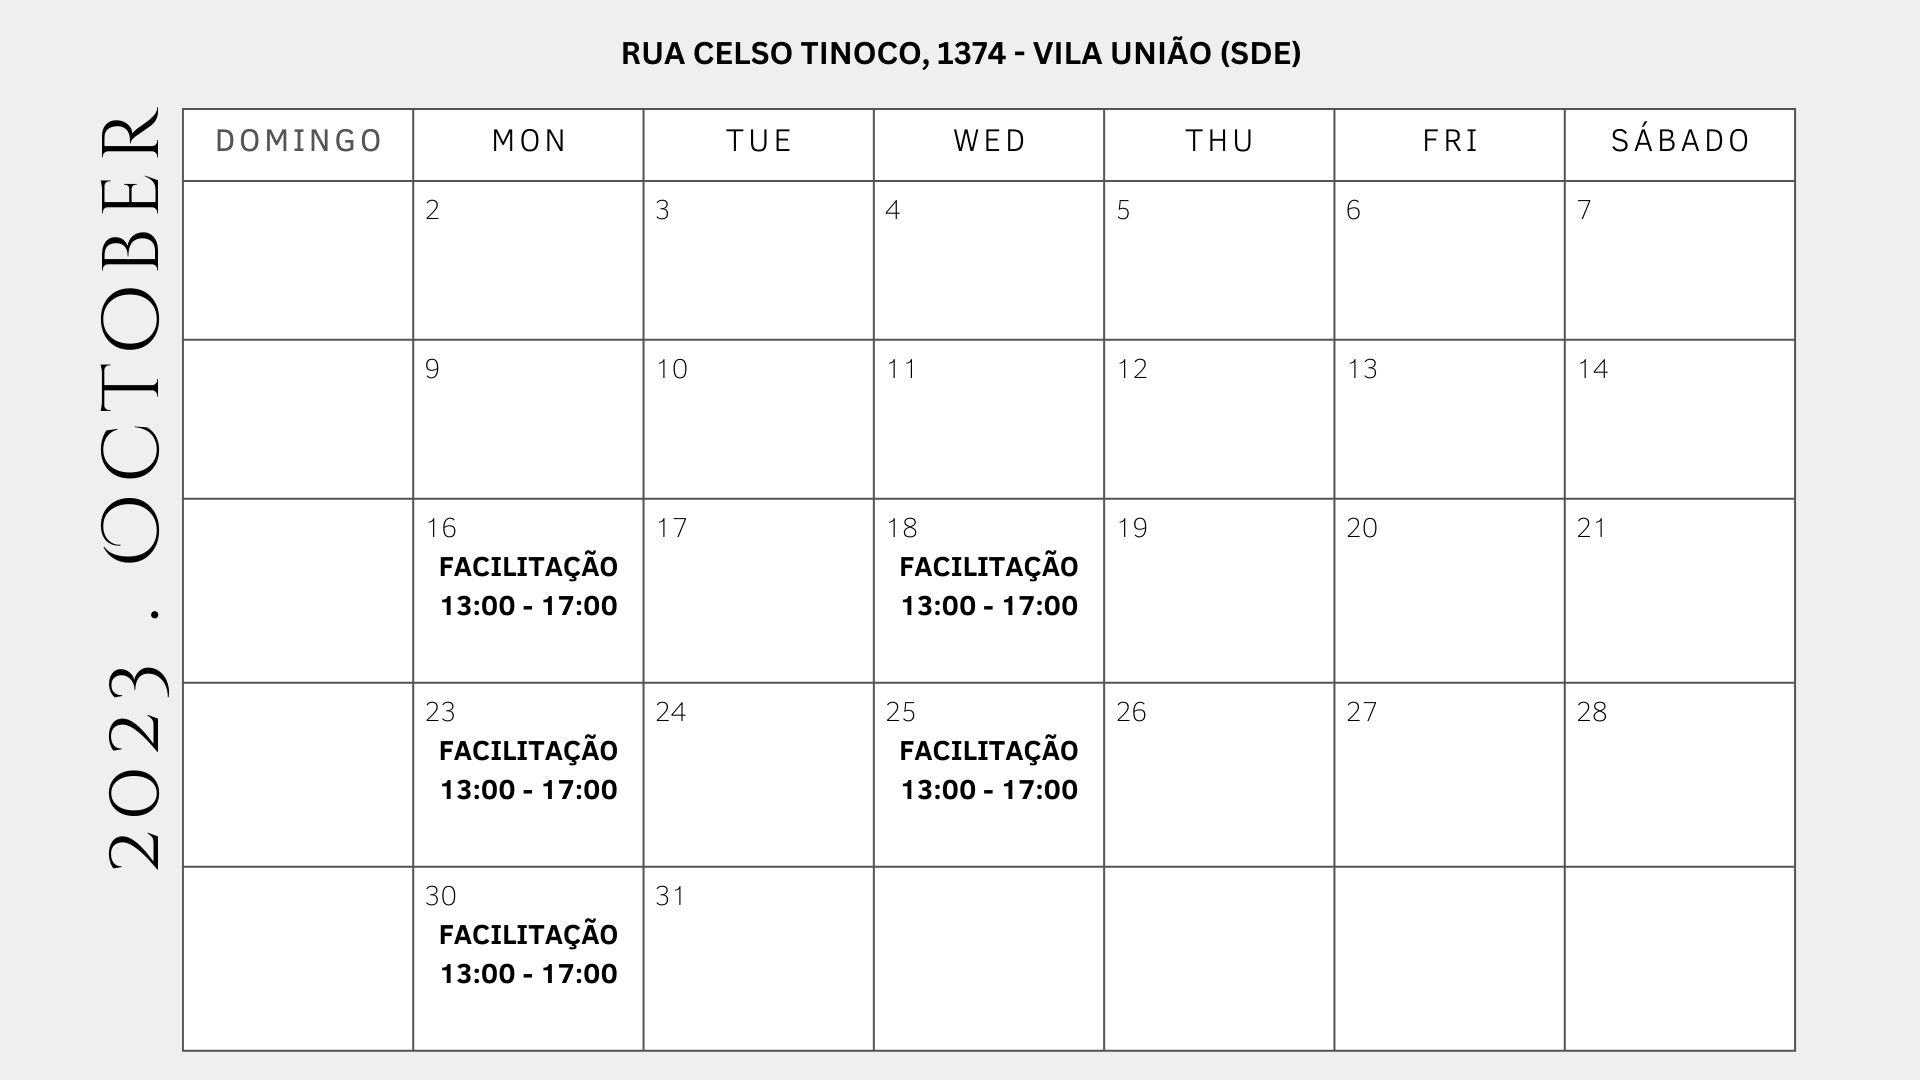 RUA CELSO TINOCO, 1374 - VILA UNIÃO (SDE)
2023 . OCTOBER
DOMINGO MON TUE WED THU FRI SÁBADO
2 3 4 5 6 7
9 10 11 12 13 14
16 17 18 19 20 21
FACILITAÇÃO FACILITAÇÃO
13:00 - 17:00 13:00 - 17:00
23 24 25 26 27 28
FACILITAÇÃO FACILITAÇÃO
13:00 - 17:00 13:00 - 17:00
30 31
FACILITAÇÃO
13:00 - 17:00